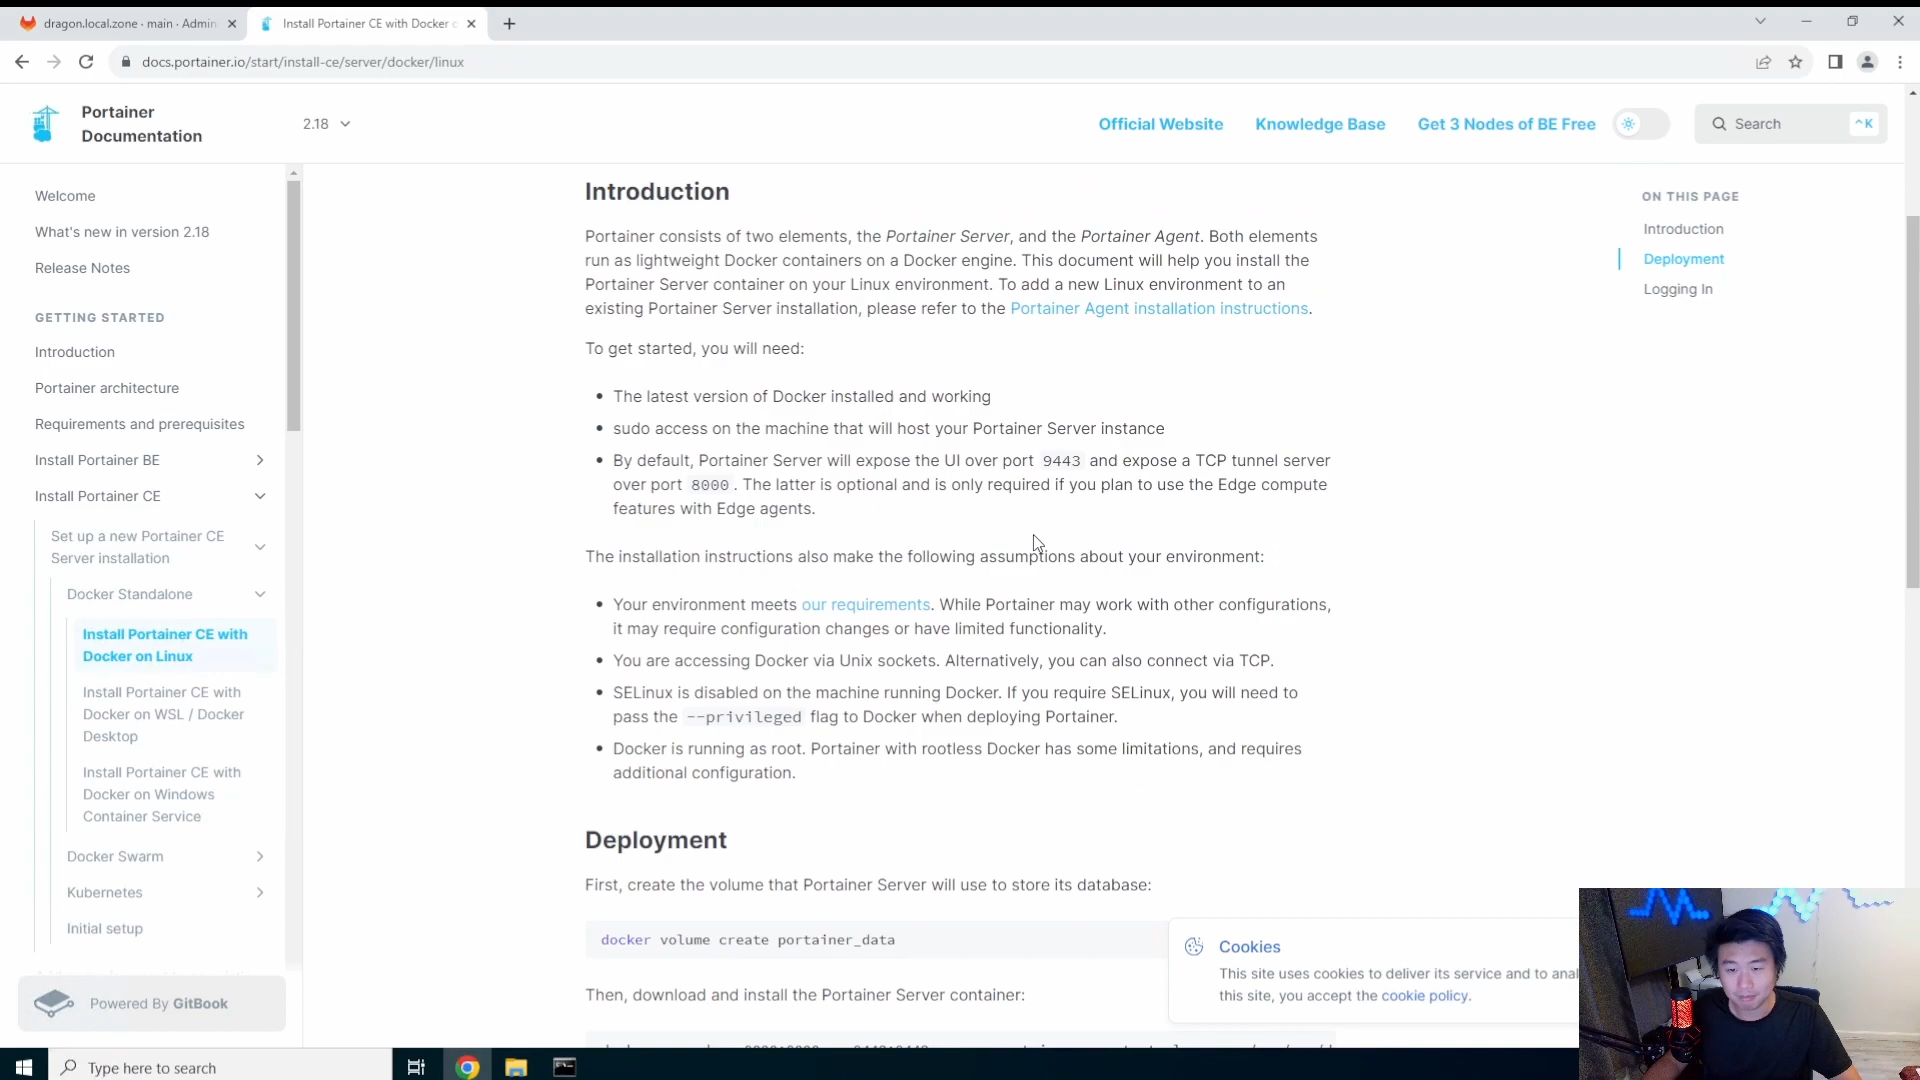 dragon.local.zone · main · Admin
Install Portainer CE with Docker
docs.portainer.io/start/install-ce/server/docker/linux
Portainer
Documentation
2.18
Official Website
Knowledge Base
Get 3 Nodes of BE Free
Search
^K
Welcome
What's new in version 2.18
Release Notes
GETTING STARTED
Introduction
Portainer architecture
Requirements and prerequisites
Install Portainer BE
Install Portainer CE
Set up a new Portainer CE
Server installation
Docker Standalone
Install Portainer CE with
Docker on Linux
Install Portainer CE with
Docker on WSL / Docker
Desktop
Install Portainer CE with
Docker on Windows
Container Service
Docker Swarm
Kubernetes
Initial setup
Powered By GitBook
Introduction
Portainer consists of two elements, the Portainer Server, and the Portainer Agent. Both elements
run as lightweight Docker containers on a Docker engine. This document will help you install the
Portainer Server container on your Linux environment. To add a new Linux environment to an
existing Portainer Server installation, please refer to the Portainer Agent installation instructions.
To get started, you will need:
• The latest version of Docker installed and working
• sudo access on the machine that will host your Portainer Server instance
• By default, Portainer Server will expose the UI over port 9443 and expose a TCP tunnel server
over port 8000. The latter is optional and is only required if you plan to use the Edge compute
features with Edge agents.
The installation instructions also make the following assumptions about your environment:
• Your environment meets our requirements. While Portainer may work with other configurations,
it may require configuration changes or have limited functionality.
• You are accessing Docker via Unix sockets. Alternatively, you can also connect via TCP.
• SELinux is disabled on the machine running Docker. If you require SELinux, you will need to
pass the --privileged flag to Docker when deploying Portainer.
• Docker is running as root. Portainer with rootless Docker has some limitations, and requires
additional configuration.
Deployment
First, create the volume that Portainer Server will use to store its database:
docker volume create portainer_data
Then, download and install the Portainer Server container:
ON THIS PAGE
Introduction
Deployment
Logging In
Cookies
This site uses cookies to deliver its service and to anal
this site, you accept the cookie policy.
Type here to search